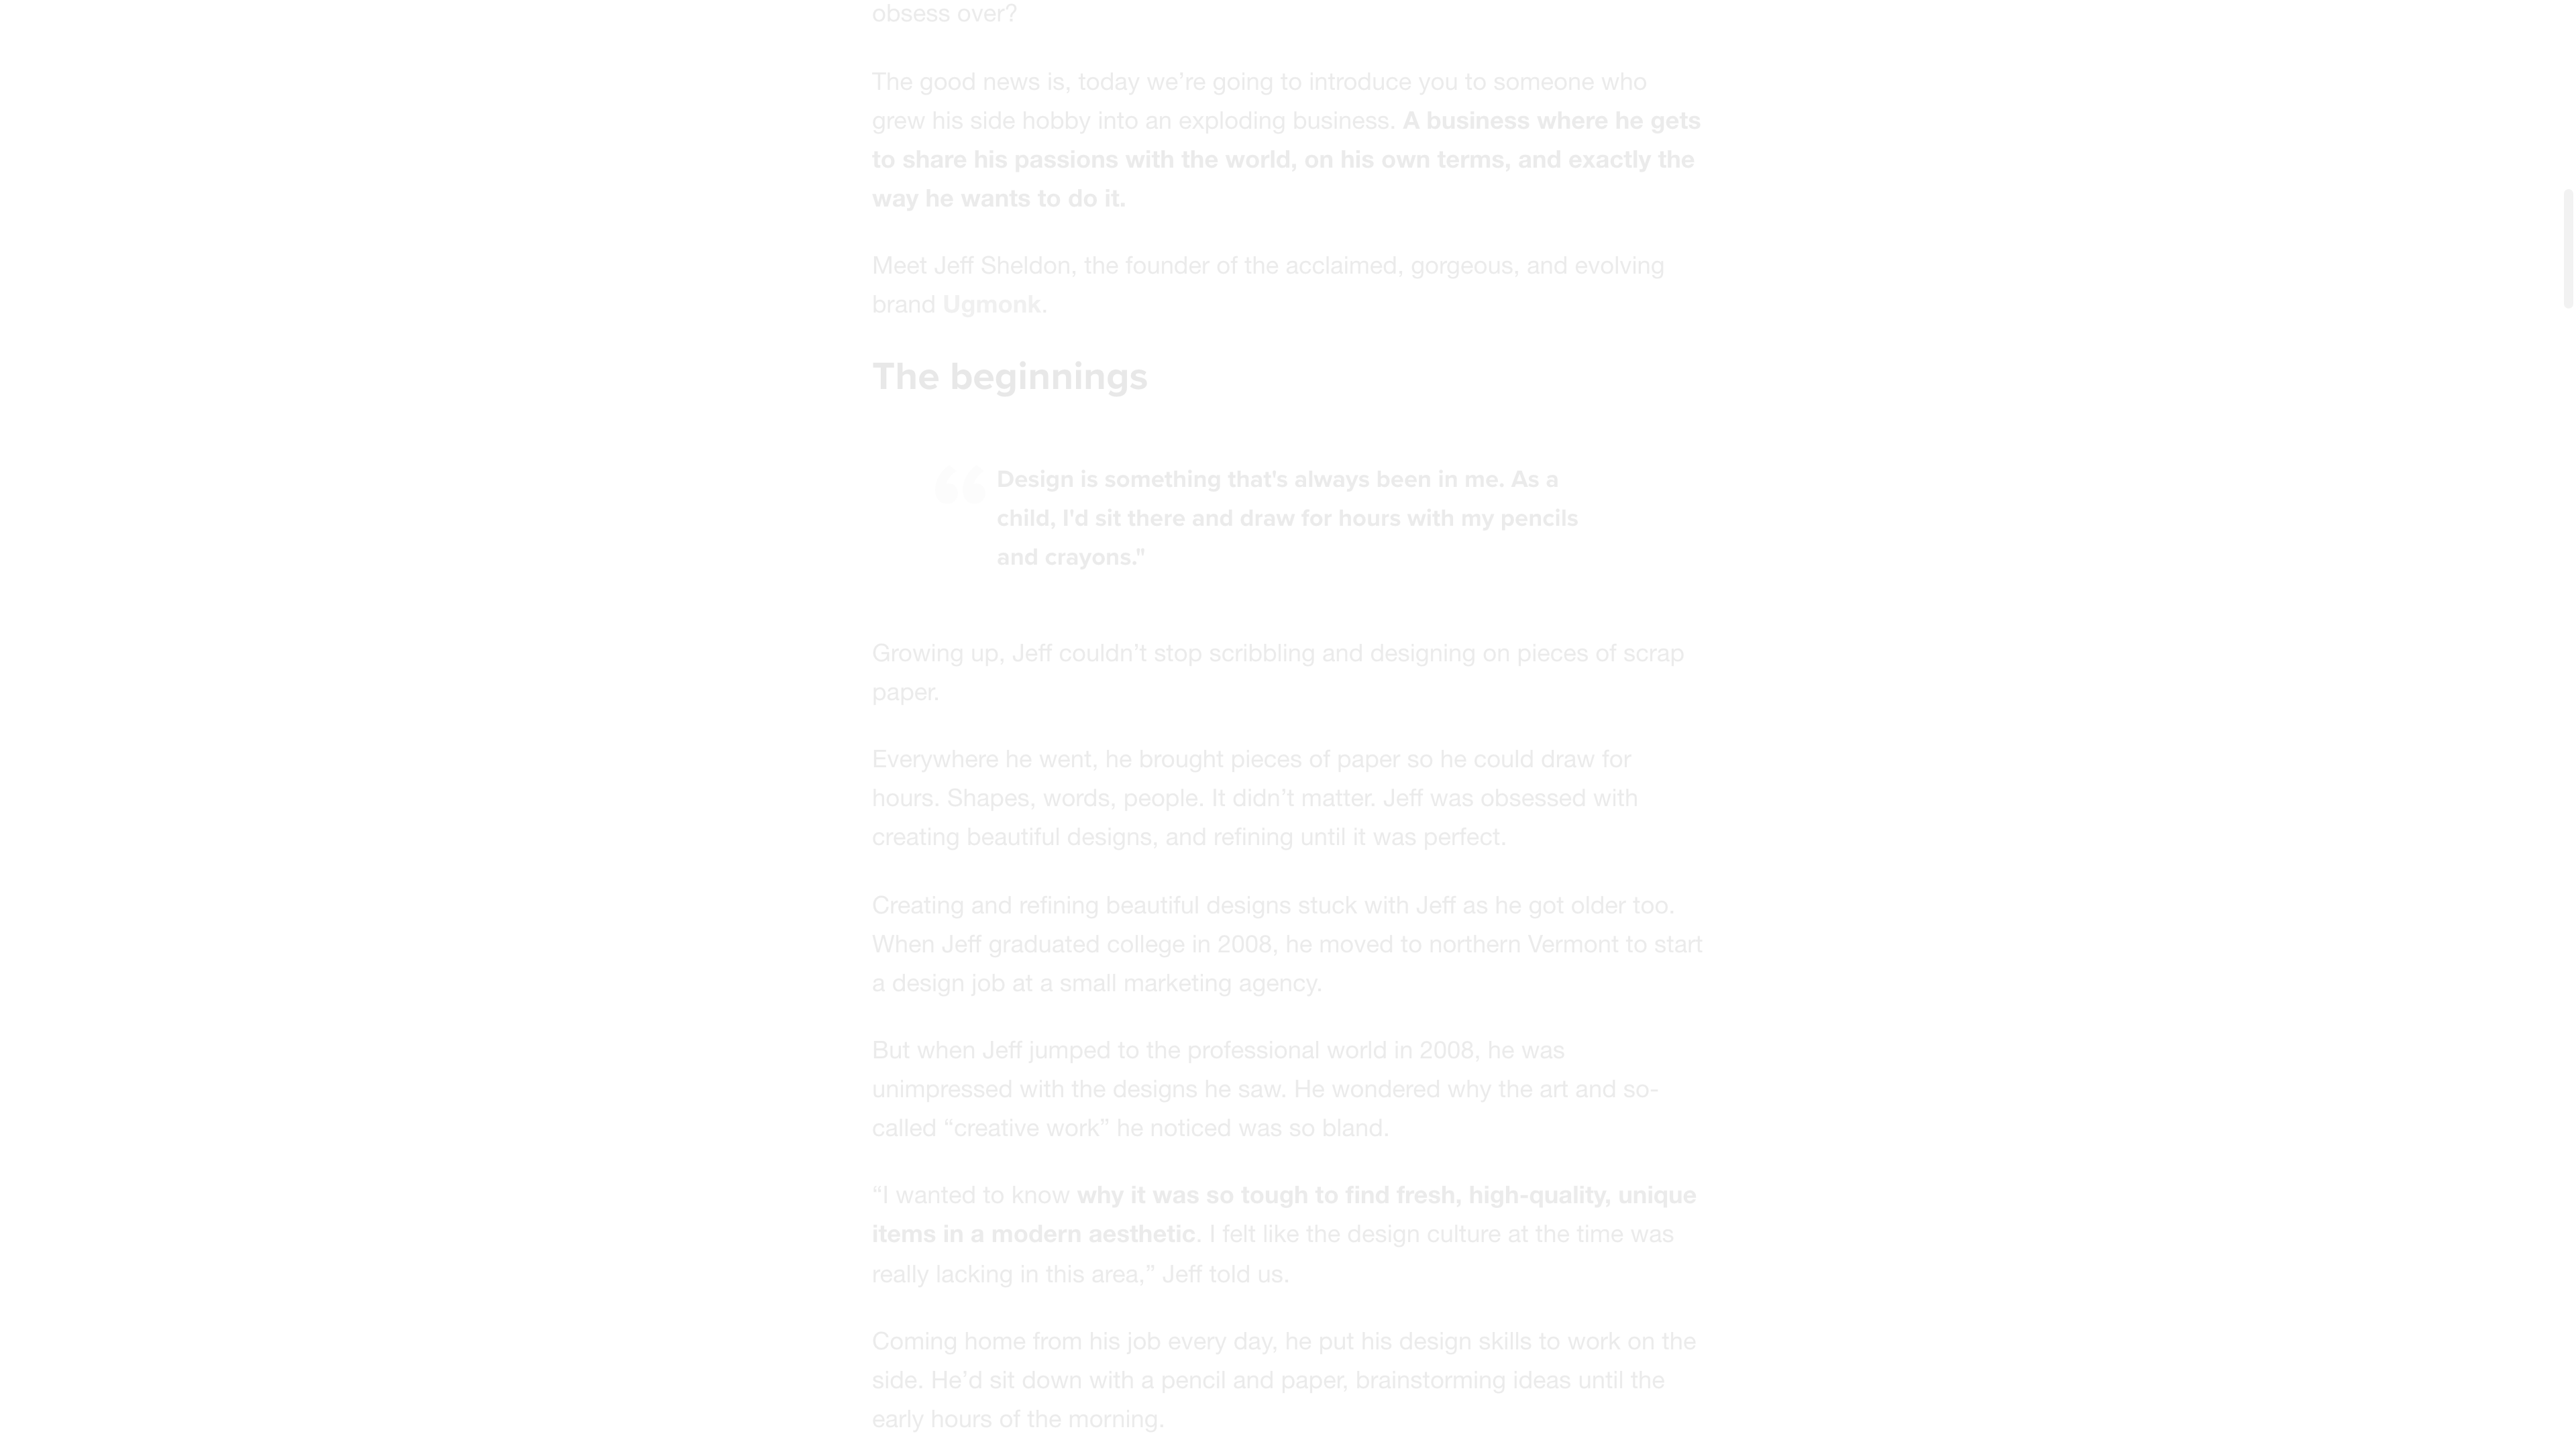 obsess over?
The good news is, today we’re going to introduce you to someone who
grew his side hobby into an exploding business. A business where he gets
to share his passions with the world, on his own terms, and exactly the
way he wants to do it.
Meet Jeff Sheldon, the founder of the acclaimed, gorgeous, and evolving
brand Ugmonk.
The beginnings
“Design is something that's always been in me. As a
child, I'd sit there and draw for hours with my pencils
and crayons."
Growing up, Jeff couldn’t stop scribbling and designing on pieces of scrap
paper.
Everywhere he went, he brought pieces of paper so he could draw for
hours. Shapes, words, people. It didn’t matter. Jeff was obsessed with
creating beautiful designs, and refining until it was perfect.
Creating and refining beautiful designs stuck with Jeff as he got older too.
When Jeff graduated college in 2008, he moved to northern Vermont to start
a design job at a small marketing agency.
But when Jeff jumped to the professional world in 2008, he was
unimpressed with the designs he saw. He wondered why the art and so-
called “creative work” he noticed was so bland.
“I wanted to know why it was so tough to find fresh, high-quality, unique
items in a modern aesthetic. I felt like the design culture at the time was
really lacking in this area,” Jeff told us.
Coming home from his job every day, he put his design skills to work on the
side. He’d sit down with a pencil and paper, brainstorming ideas until the
early hours of the morning.